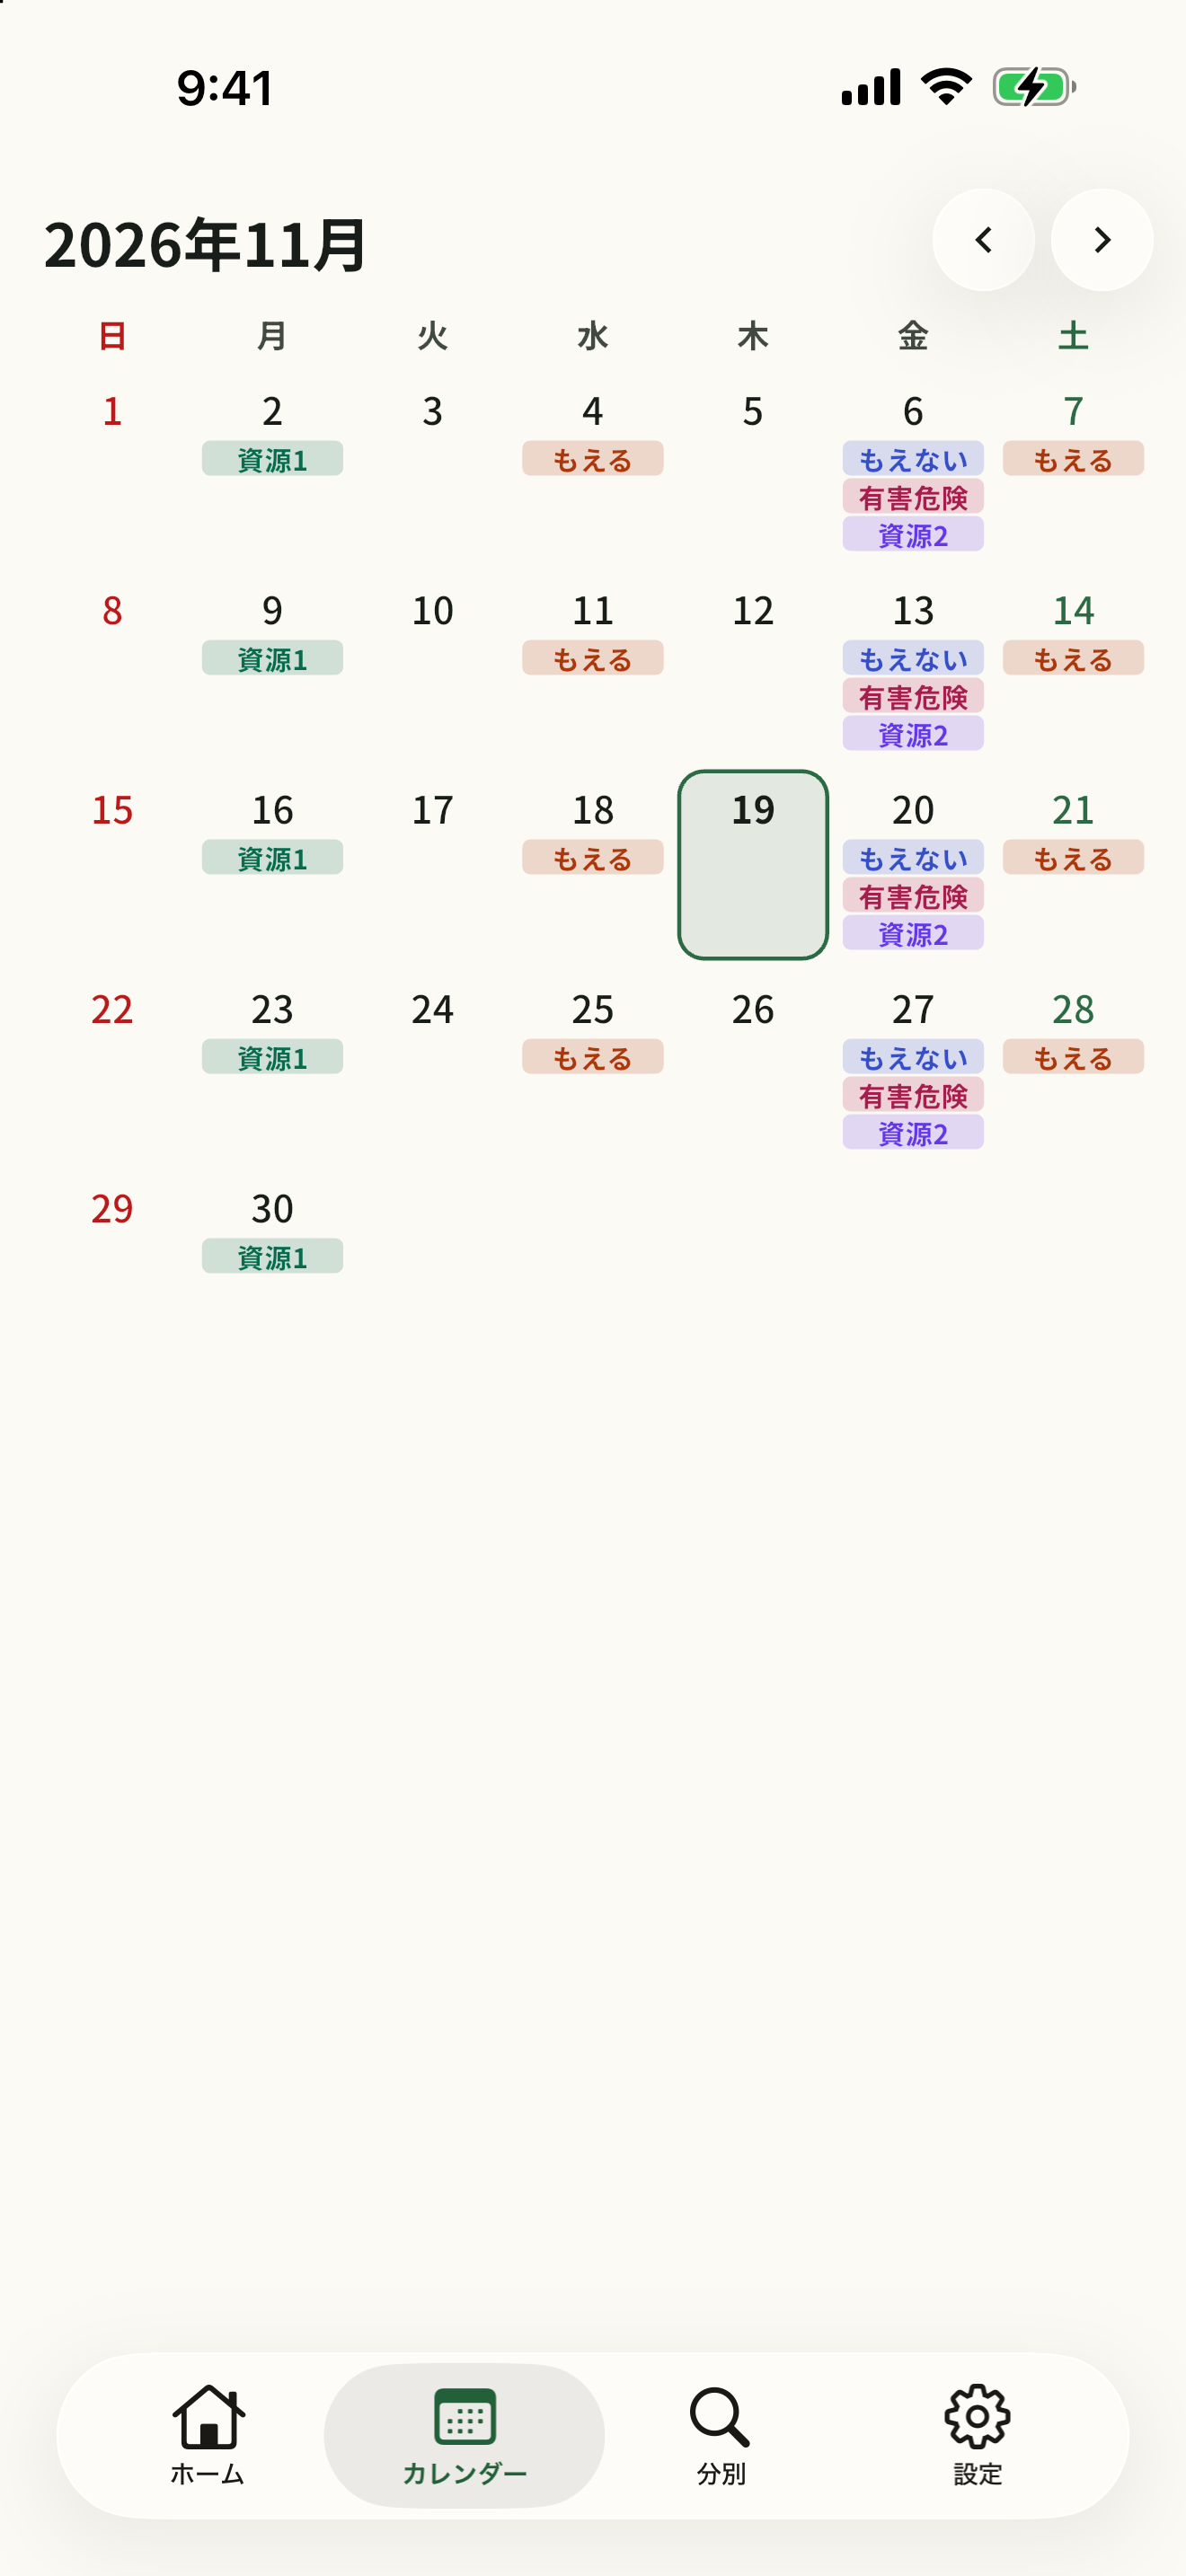 9:41
2026年11月
日 月 火 水 木 金 土
1 2 3 4 5 6 7
資源1 もえる もえない もえる
有害危険
資源2
8 9 10 11 12 13 14
資源1 もえる もえない もえる
有害危険
資源2
15 16 17 18 19 20 21
資源1 もえる もえない もえる
有害危険
資源2
22 23 24 25 26 27 28
資源1 もえる もえない もえる
有害危険
資源2
29 30
資源1
ホーム カレンダー 分別 設定